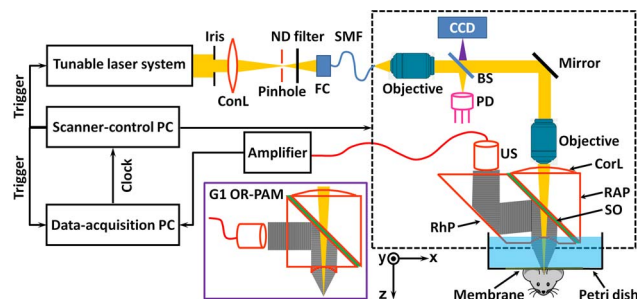 CCD
Iris
ND filter
SMF
Tunable laser system
Mirror
BS
FC
Objective
ConL
Pinhole
PD
Trigger
Scanner-control PC
Objective
US
Amplifier
CorL
Trigger
Clock
G1 OR-PAM
RAP
SO
Data-acquisition PC
RhP
y
x
z
Membrane
Petri dish